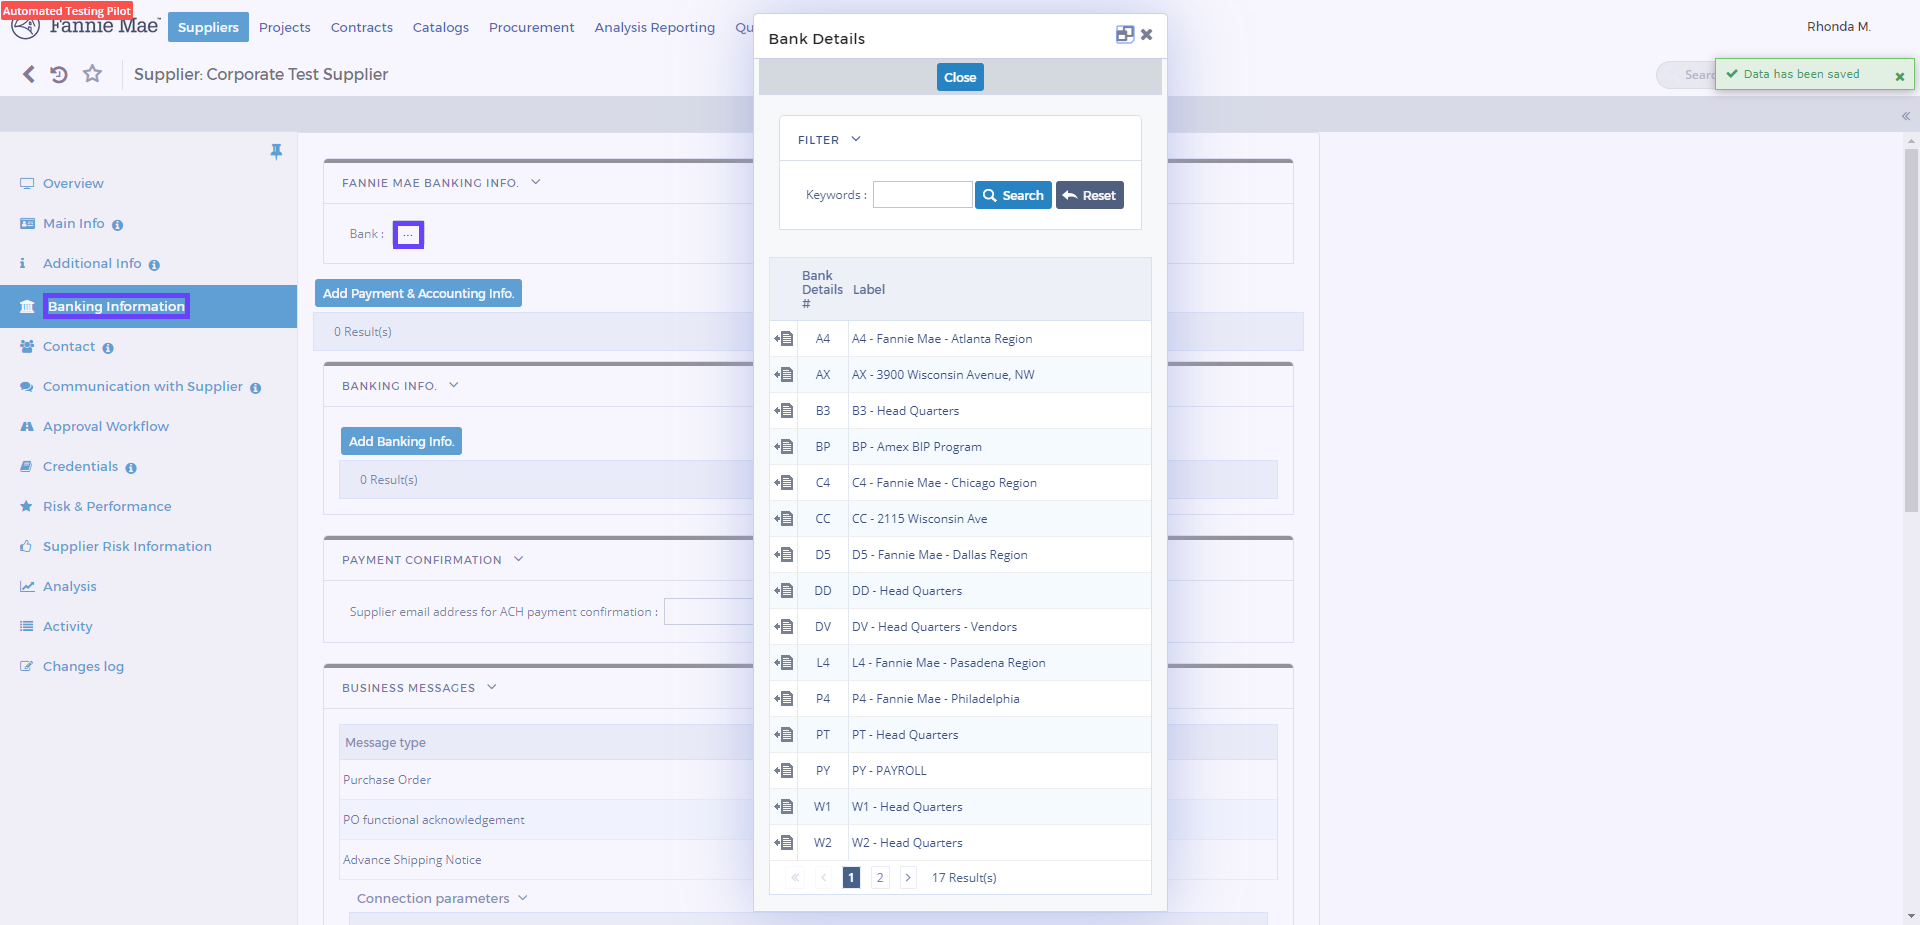 Automated Testing Pilot
Fannie Mae
Suppliers Projects Contracts Catalogs Procurement Analysis Reporting Qu
Rhonda M.
Supplier: Corporate Test Supplier
Searc
Data has been saved
Overview
Main Info
Additional Info
Banking Information
Contact
Communication with Supplier
Approval Workflow
Credentials
Risk & Performance
Supplier Risk Information
Analysis
Activity
Changes log
FANNIE MAE BANKING INFO.
Bank : ...
Add Payment & Accounting Info.
0 Result(s)
BANKING INFO.
Add Banking Info.
0 Result(s)
PAYMENT CONFIRMATION
Supplier email address for ACH payment confirmation :
BUSINESS MESSAGES
Message type
Purchase Order
PO functional acknowledgement
Advance Shipping Notice
Connection parameters
Bank Details
Close
FILTER
Keywords : Search Reset
Bank Details # Label
A4 A4 - Fannie Mae - Atlanta Region
AX AX - 3900 Wisconsin Avenue, NW
B3 B3 - Head Quarters
BP BP - Amex BIP Program
C4 C4 - Fannie Mae - Chicago Region
CC CC - 2115 Wisconsin Ave
D5 D5 - Fannie Mae - Dallas Region
DD DD - Head Quarters
DV DV - Head Quarters - Vendors
L4 L4 - Fannie Mae - Pasadena Region
P4 P4 - Fannie Mae - Philadelphia
PT PT - Head Quarters
PY PY - PAYROLL
W1 W1 - Head Quarters
W2 W2 - Head Quarters
« ‹ 1 2 › 17 Result(s)